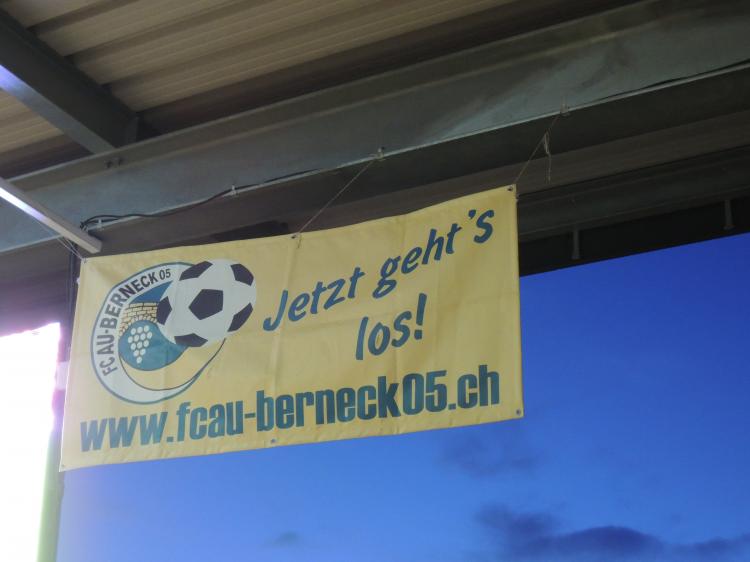 FC AU-BERNECK 05
Jetzt geht's
los!
www.fcau-berneck05.ch